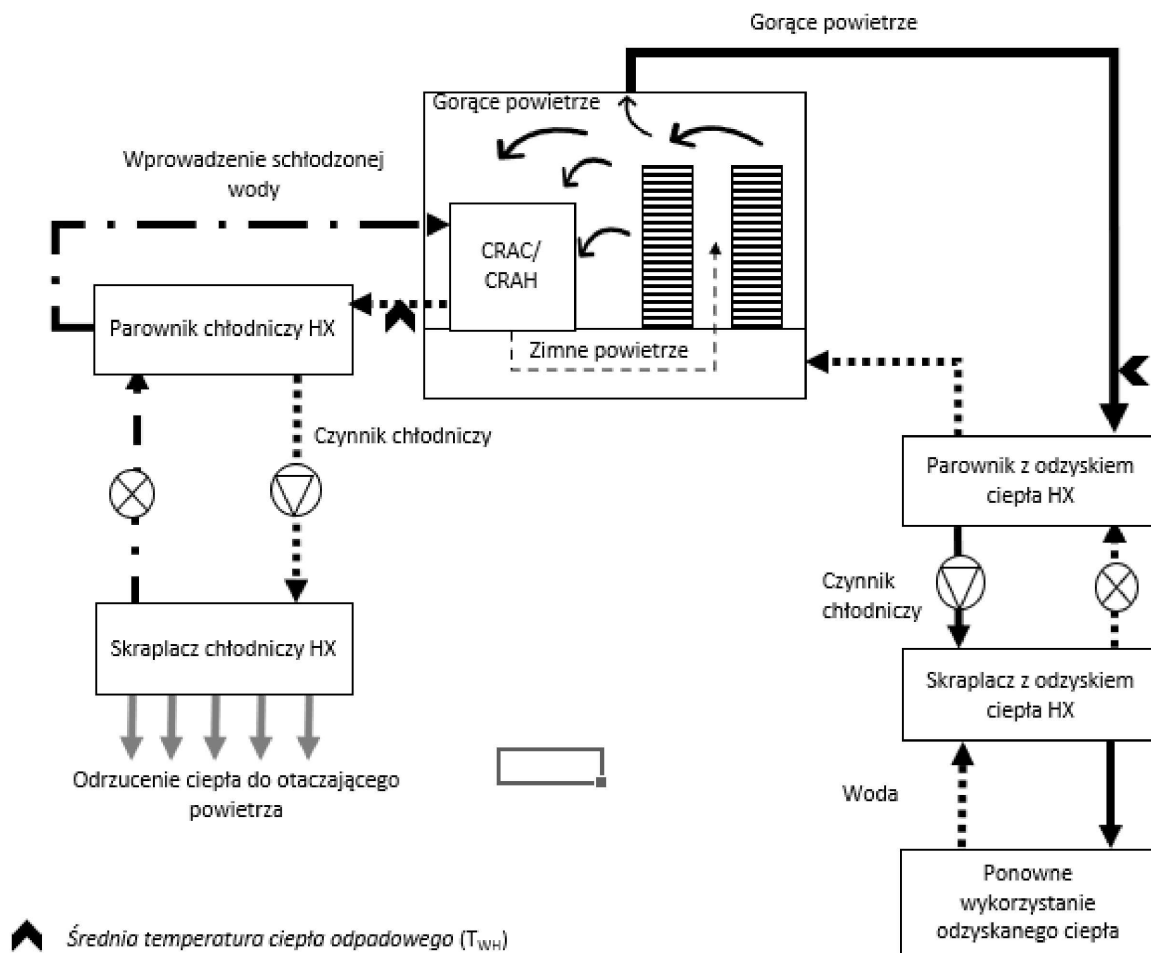 Gorące powietrze
Gorące powietrze
Wprowadzenie schłodzonej
wody
CRAC/
CRAH
Parownik chłodniczy HX
Zimne powietrze
Czynnik chłodniczy
Parownik z odzyskiem
ciepła HX
Czynnik
chłodniczy
Skraplacz chłodniczy HX
Skraplacz z odzyskiem
ciepła HX
Odrzucenie ciepła do otaczającego
powietrza
Woda
Ponowne
wykorzystanie
odzyskanego ciepła
Średnia temperatura ciepła odpadowego (T_WH)